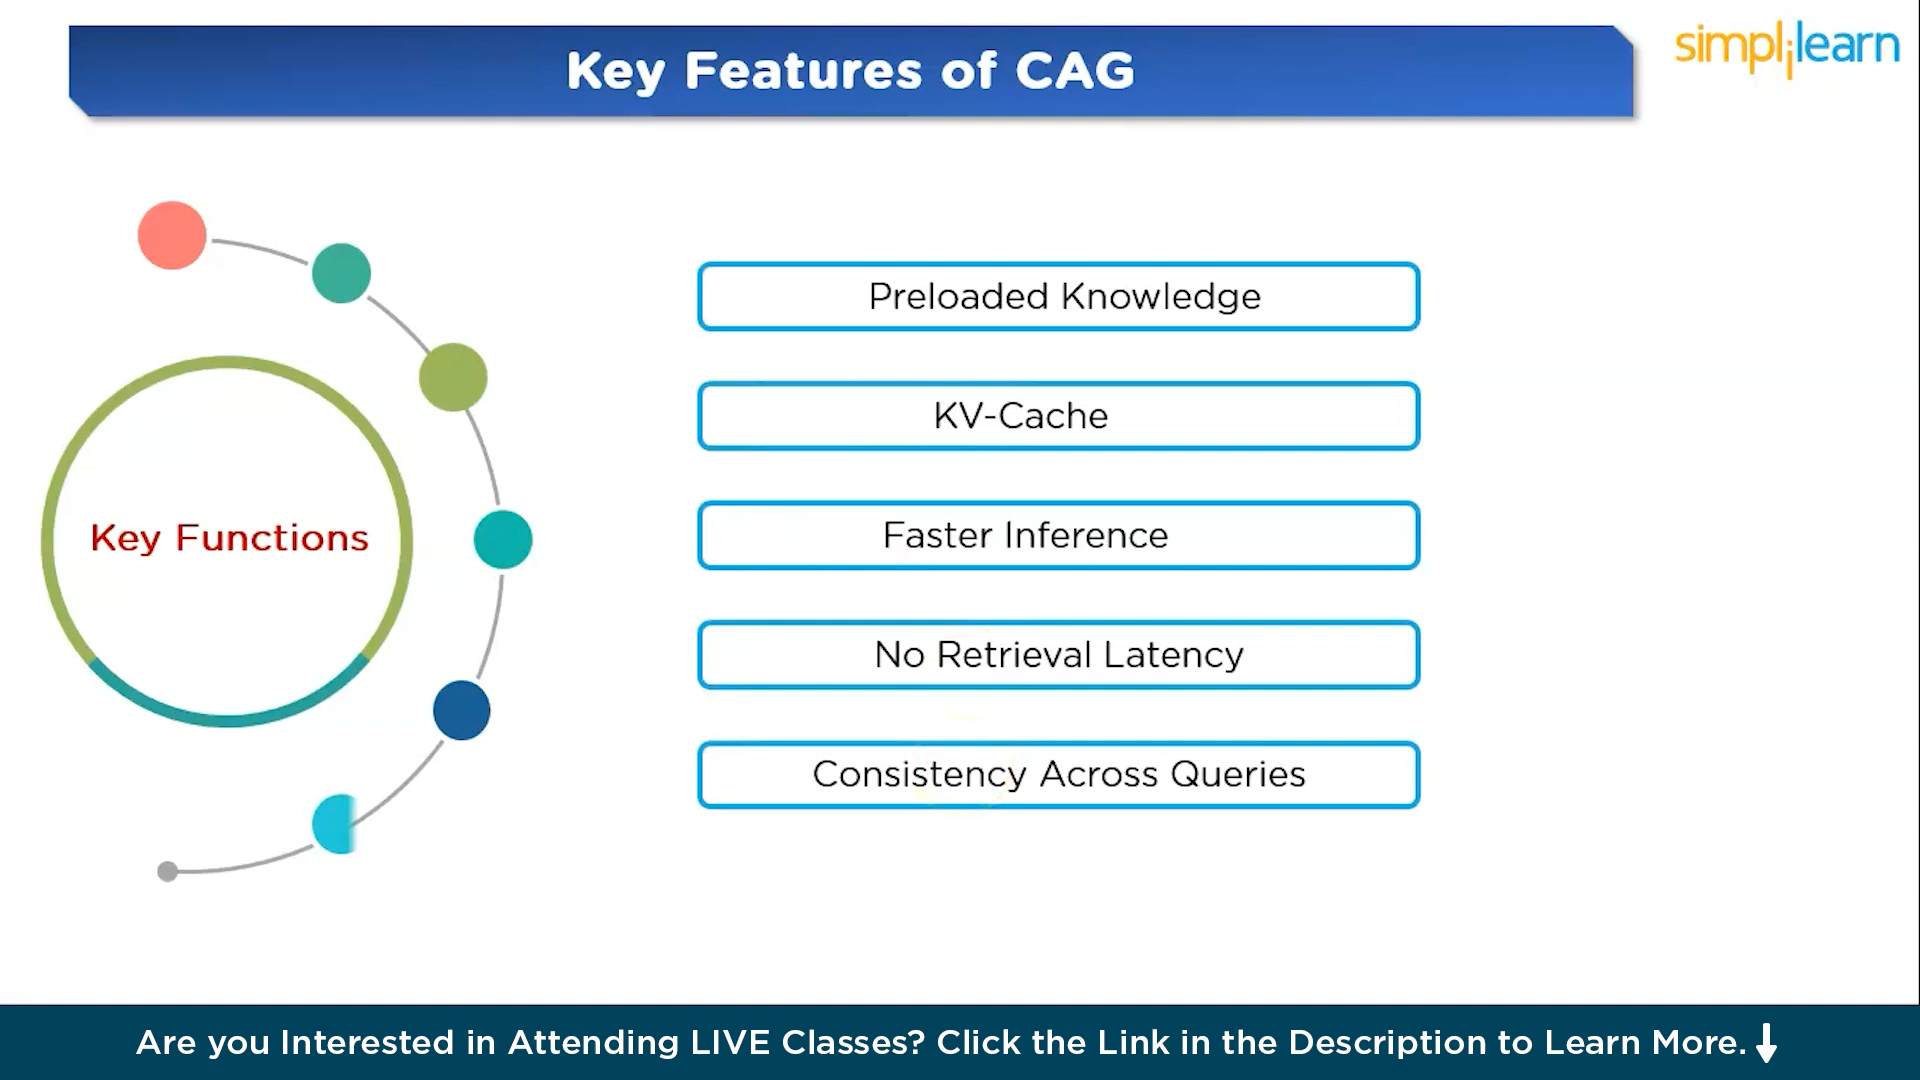 Key Features of CAG
simplilearn
Preloaded Knowledge
KV-Cache
Faster Inference
Key Functions
No Retrieval Latency
Consistency Across Queries
Are you Interested in Attending LIVE Classes? Click the Link in the Description to Learn More.